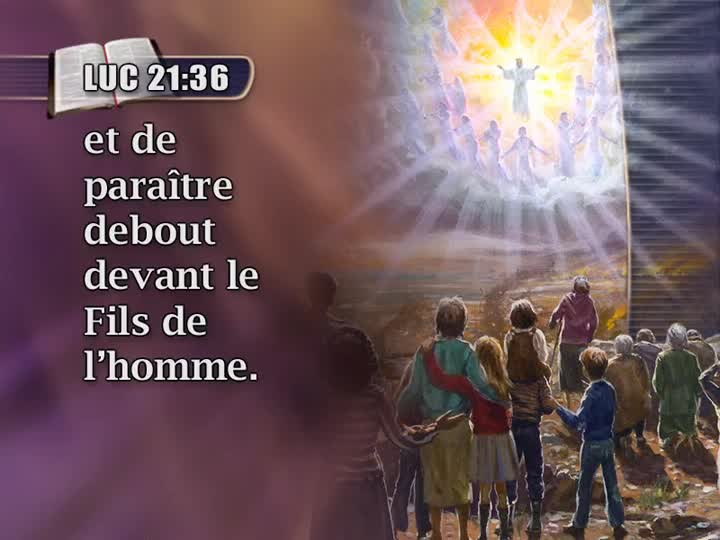 LUC 21:36
et de
paraître
debout
devant le
Fils de
l’homme.